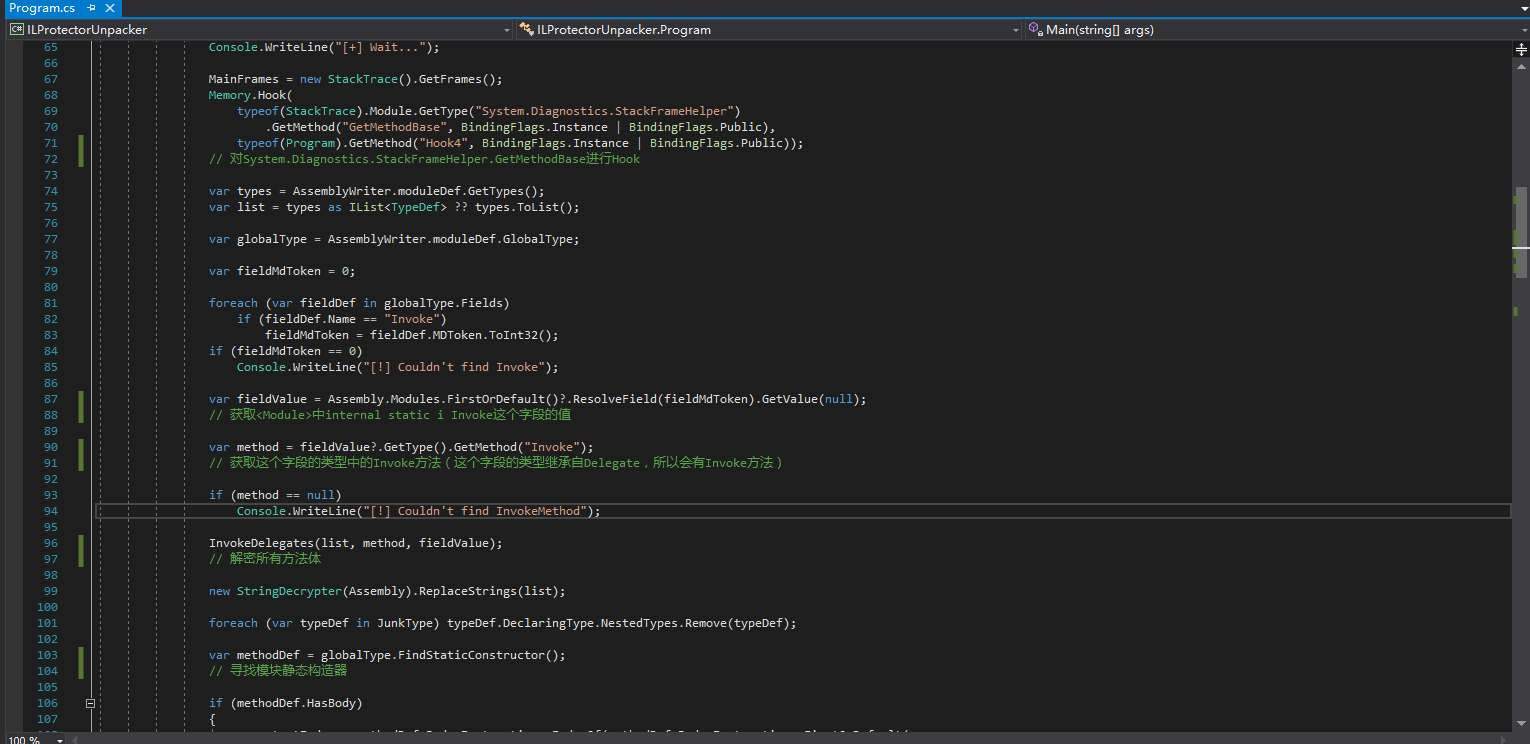 Program.cs
ILProtectorUnpacker ILProtectorUnpacker.Program Main(string[] args)
65 Console.WriteLine("[+] Wait...");
66
67 MainFrames = new StackTrace().GetFrames();
68 Memory.Hook(
69 typeof(StackTrace).Module.GetType("System.Diagnostics.StackFrameHelper")
70 .GetMethod("GetMethodBase", BindingFlags.Instance | BindingFlags.Public),
71 typeof(Program).GetMethod("Hook4", BindingFlags.Instance | BindingFlags.Public));
72 // 对System.Diagnostics.StackFrameHelper.GetMethodBase进行Hook
73
74 var types = AssemblyWriter.moduleDef.GetTypes();
75 var list = types as IList<TypeDef> ?? types.ToList();
76
77 var globalType = AssemblyWriter.moduleDef.GlobalType;
78
79 var fieldMdToken = 0;
80
81 foreach (var fieldDef in globalType.Fields)
82 if (fieldDef.Name == "Invoke")
83 fieldMdToken = fieldDef.MDToken.ToInt32();
84 if (fieldMdToken == 0)
85 Console.WriteLine("[!] Couldn't find Invoke");
86
87 var fieldValue = Assembly.Modules.FirstOrDefault()?.ResolveField(fieldMdToken).GetValue(null);
88 // 获取<Module>中internal static i Invoke这个字段的值
89
90 var method = fieldValue?.GetType().GetMethod("Invoke");
91 // 获取这个字段的类型中的Invoke方法（这个字段的类型继承自Delegate，所以会有Invoke方法）
92
93 if (method == null)
94 Console.WriteLine("[!] Couldn't find InvokeMethod");
95
96 InvokeDelegates(list, method, fieldValue);
97 // 解密所有方法体
98
99 new StringDecrypter(Assembly).ReplaceStrings(list);
100
101 foreach (var typeDef in JunkType) typeDef.DeclaringType.NestedTypes.Remove(typeDef);
102
103 var methodDef = globalType.FindStaticConstructor();
104 // 寻找模块静态构造器
105
106 if (methodDef.HasBody)
107 {
100 %